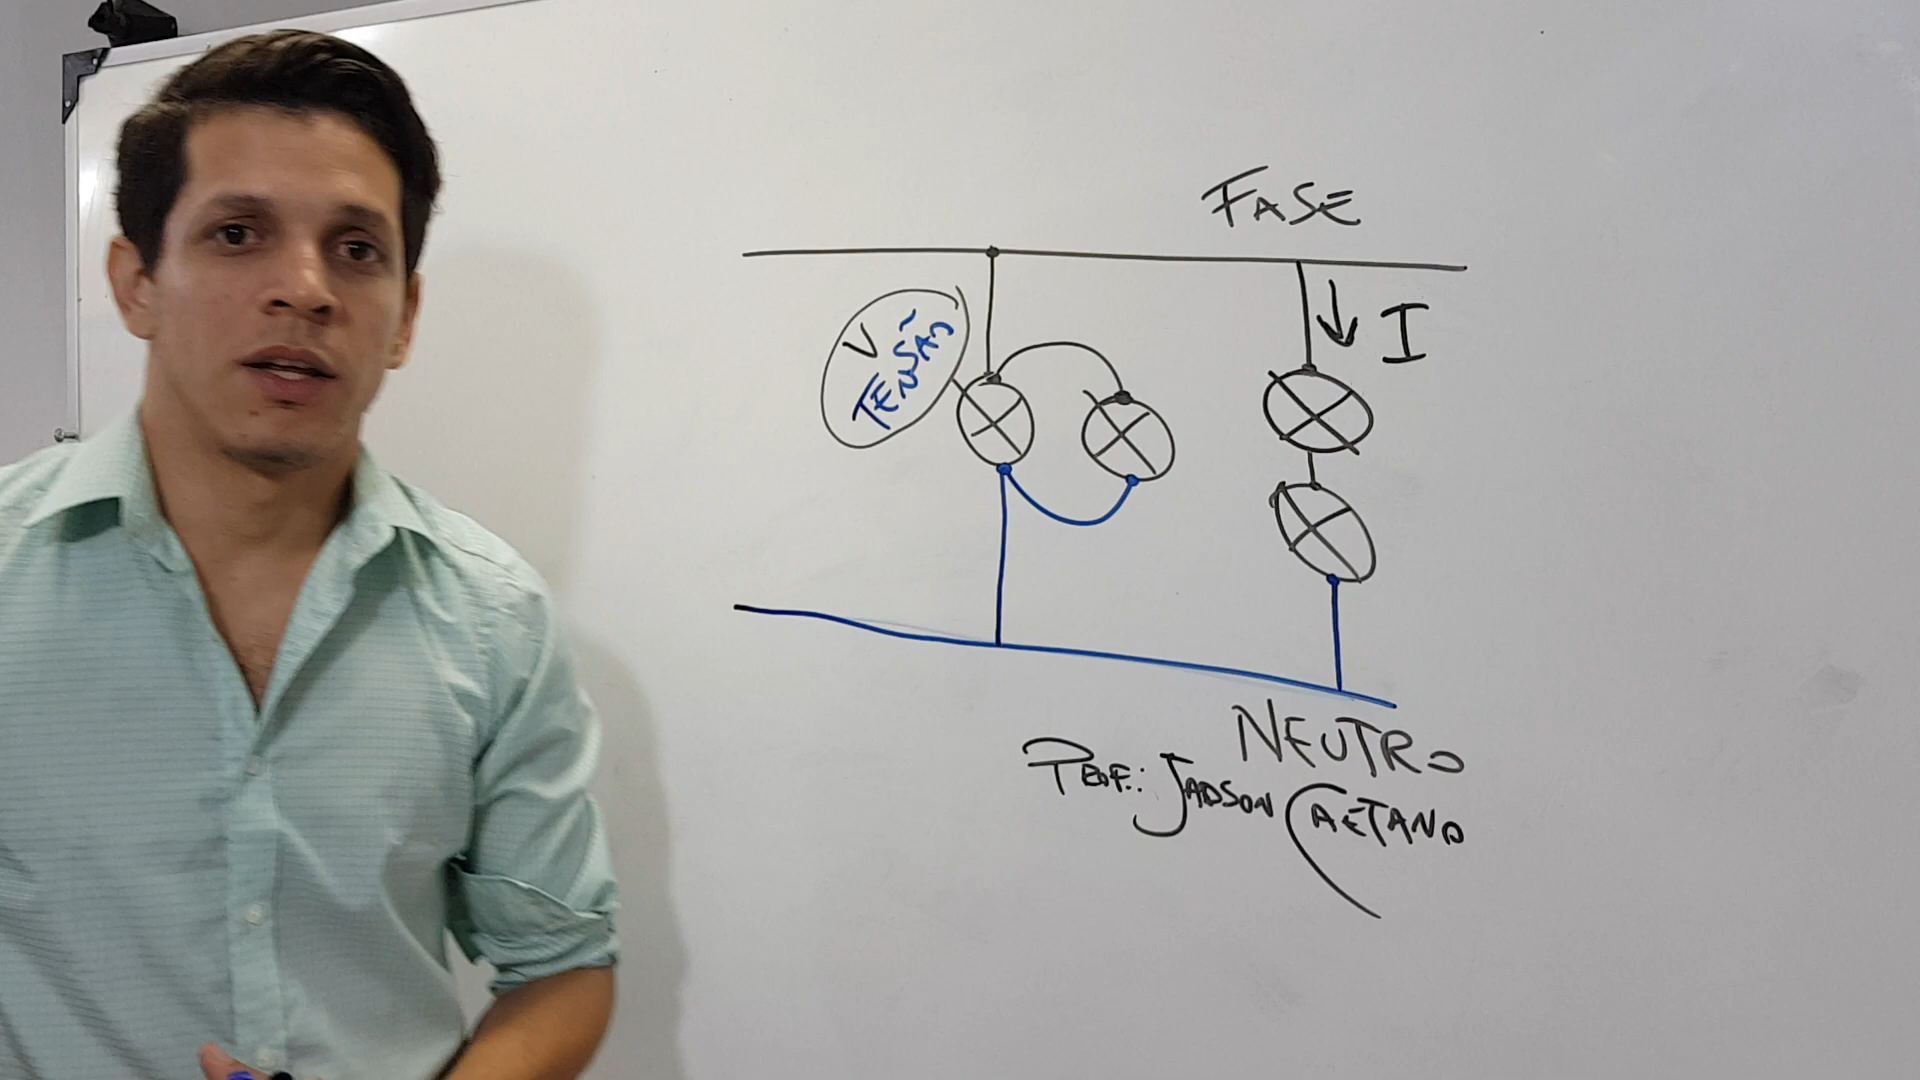 FASE
V
TENSÃO
I
NEUTRO
PROF.: JADSON CAETANO